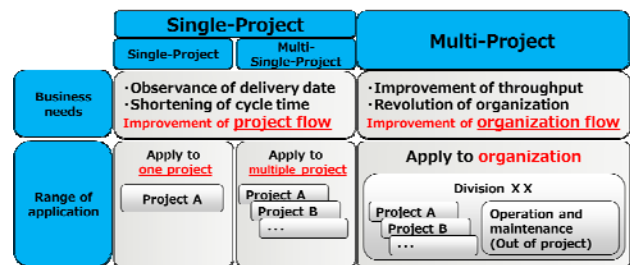 Single-Project
Multi-Project
Single-Project
Multi-
Single-Project
Business
needs
・Observance of delivery date
・Shortening of cycle time
Improvement of project flow
・Improvement of throughput
・Revolution of organization
Improvement of organization flow
Range of
application
Apply to
one project
Project A
Apply to
multiple project
Project A
Project B
...
Apply to organization
Division X X
Project A
Project B
...
Operation and
maintenance
(Out of project)